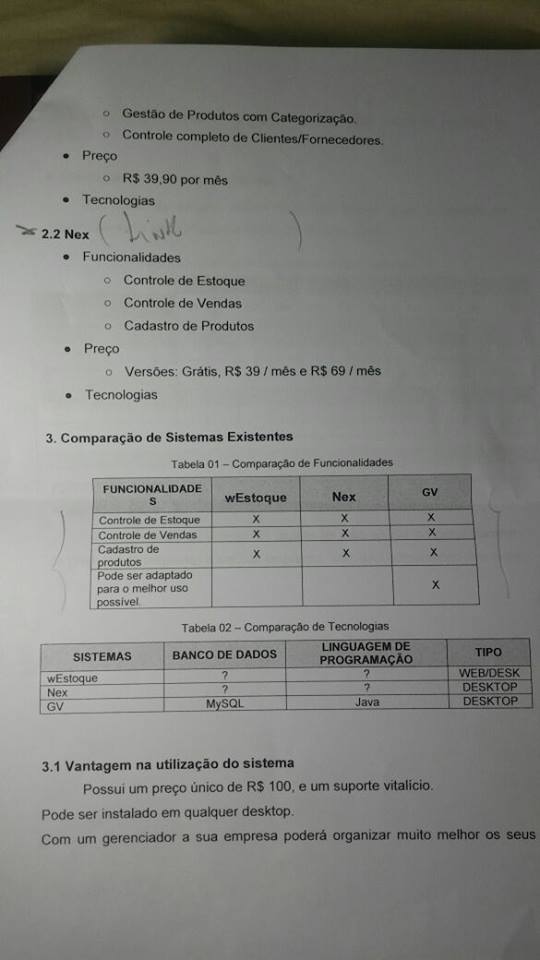 ○ Gestão de Produtos com Categorização.
○ Controle completo de Clientes/Fornecedores.
● Preço
○ R$ 39,90 por mês
● Tecnologias
2.2 Nex (            )
● Funcionalidades
○ Controle de Estoque
○ Controle de Vendas
○ Cadastro de Produtos
● Preço
○ Versões: Grátis, R$ 39 / mês e R$ 69 / mês
● Tecnologias
3. Comparação de Sistemas Existentes
Tabela 01 – Comparação de Funcionalidades
FUNCIONALIDADE
S wEstoque Nex GV
Controle de Estoque X X X
Controle de Vendas X X X
Cadastro de
produtos X X X
Pode ser adaptado
para o melhor uso X
possível.
Tabela 02 – Comparação de Tecnologias
SISTEMAS BANCO DE DADOS LINGUAGEM DE
PROGRAMAÇÃO TIPO
wEstoque ? ? WEB/DESK
Nex ? ? DESKTOP
GV MySQL Java DESKTOP
3.1 Vantagem na utilização do sistema
Possui um preço único de R$ 100, e um suporte vitalício.
Pode ser instalado em qualquer desktop.
Com um gerenciador a sua empresa poderá organizar muito melhor os seus